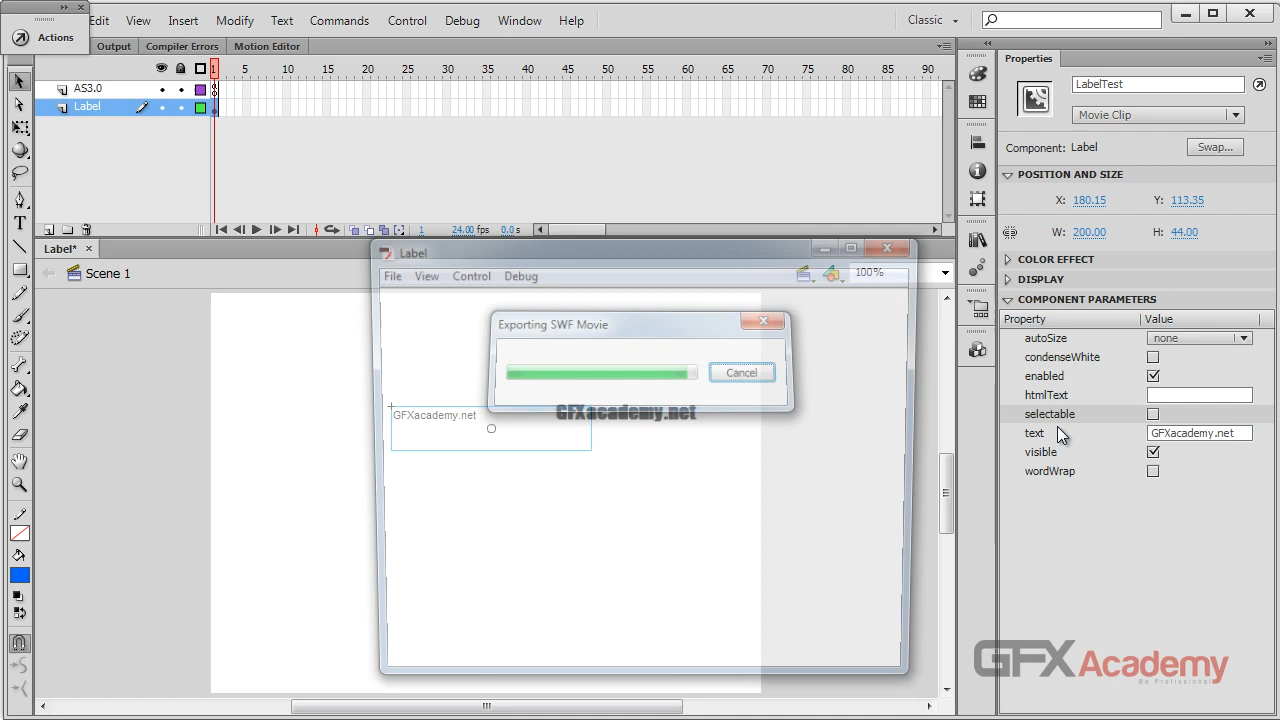 Edit View Insert Modify Text Commands Control Debug Window Help
Classic
Actions
Output Compiler Errors Motion Editor
1 5 10 15 20 25 30 35 40 45 50 55 60 65 70 75 80 85 90
AS3.0
Label
1 24.00 fps 0.0 s
Label*
Scene 1
Label
File View Control Debug
100%
Exporting SWF Movie
Cancel
GFXacademy.net
GFXacademy.net
Properties
LabelTest
Movie Clip
Component: Label Swap...
POSITION AND SIZE
X: 180.15 Y: 113.35
W: 200.00 H: 44.00
COLOR EFFECT
DISPLAY
COMPONENT PARAMETERS
Property Value
autoSize none
condenseWhite
enabled
htmlText
selectable
text GFXacademy.net
visible
wordWrap
GFXAcademy
Be Profissional